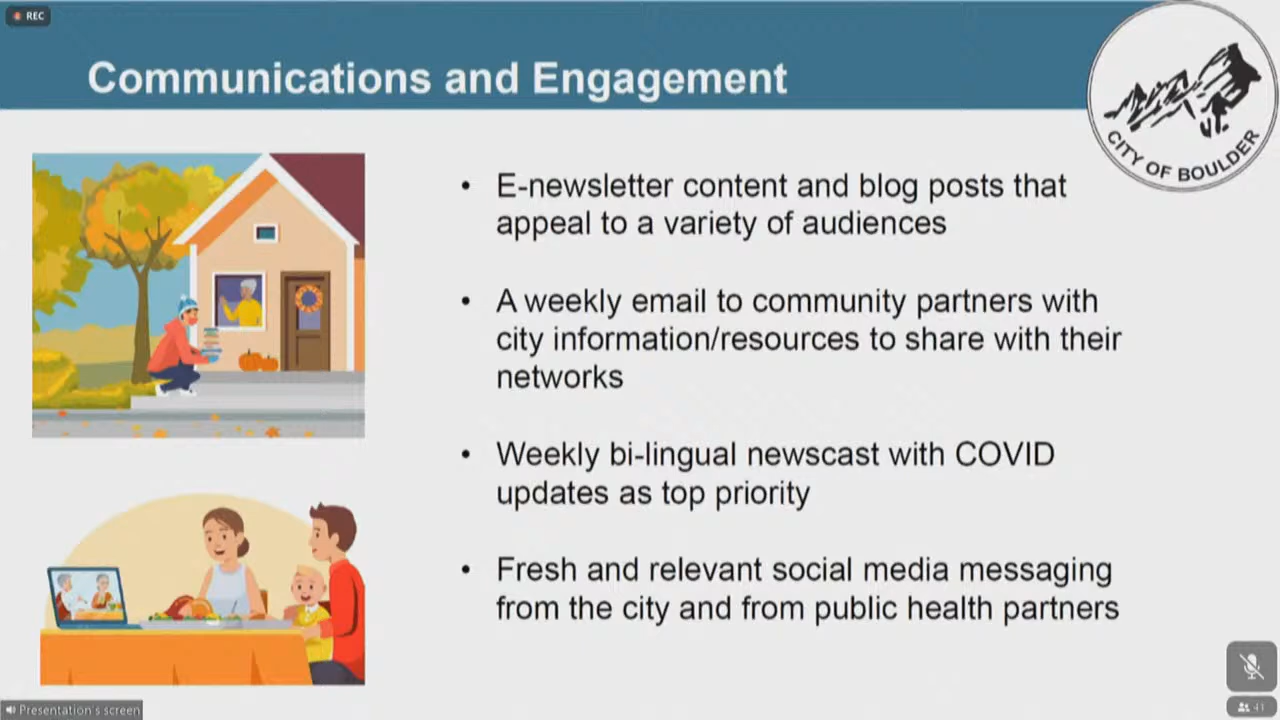 REC
Communications and Engagement
CITY OF BOULDER
• E-newsletter content and blog posts that
appeal to a variety of audiences
• A weekly email to community partners with
city information/resources to share with their
networks
• Weekly bi-lingual newscast with COVID
updates as top priority
• Fresh and relevant social media messaging
from the city and from public health partners
Presentation's screen
41